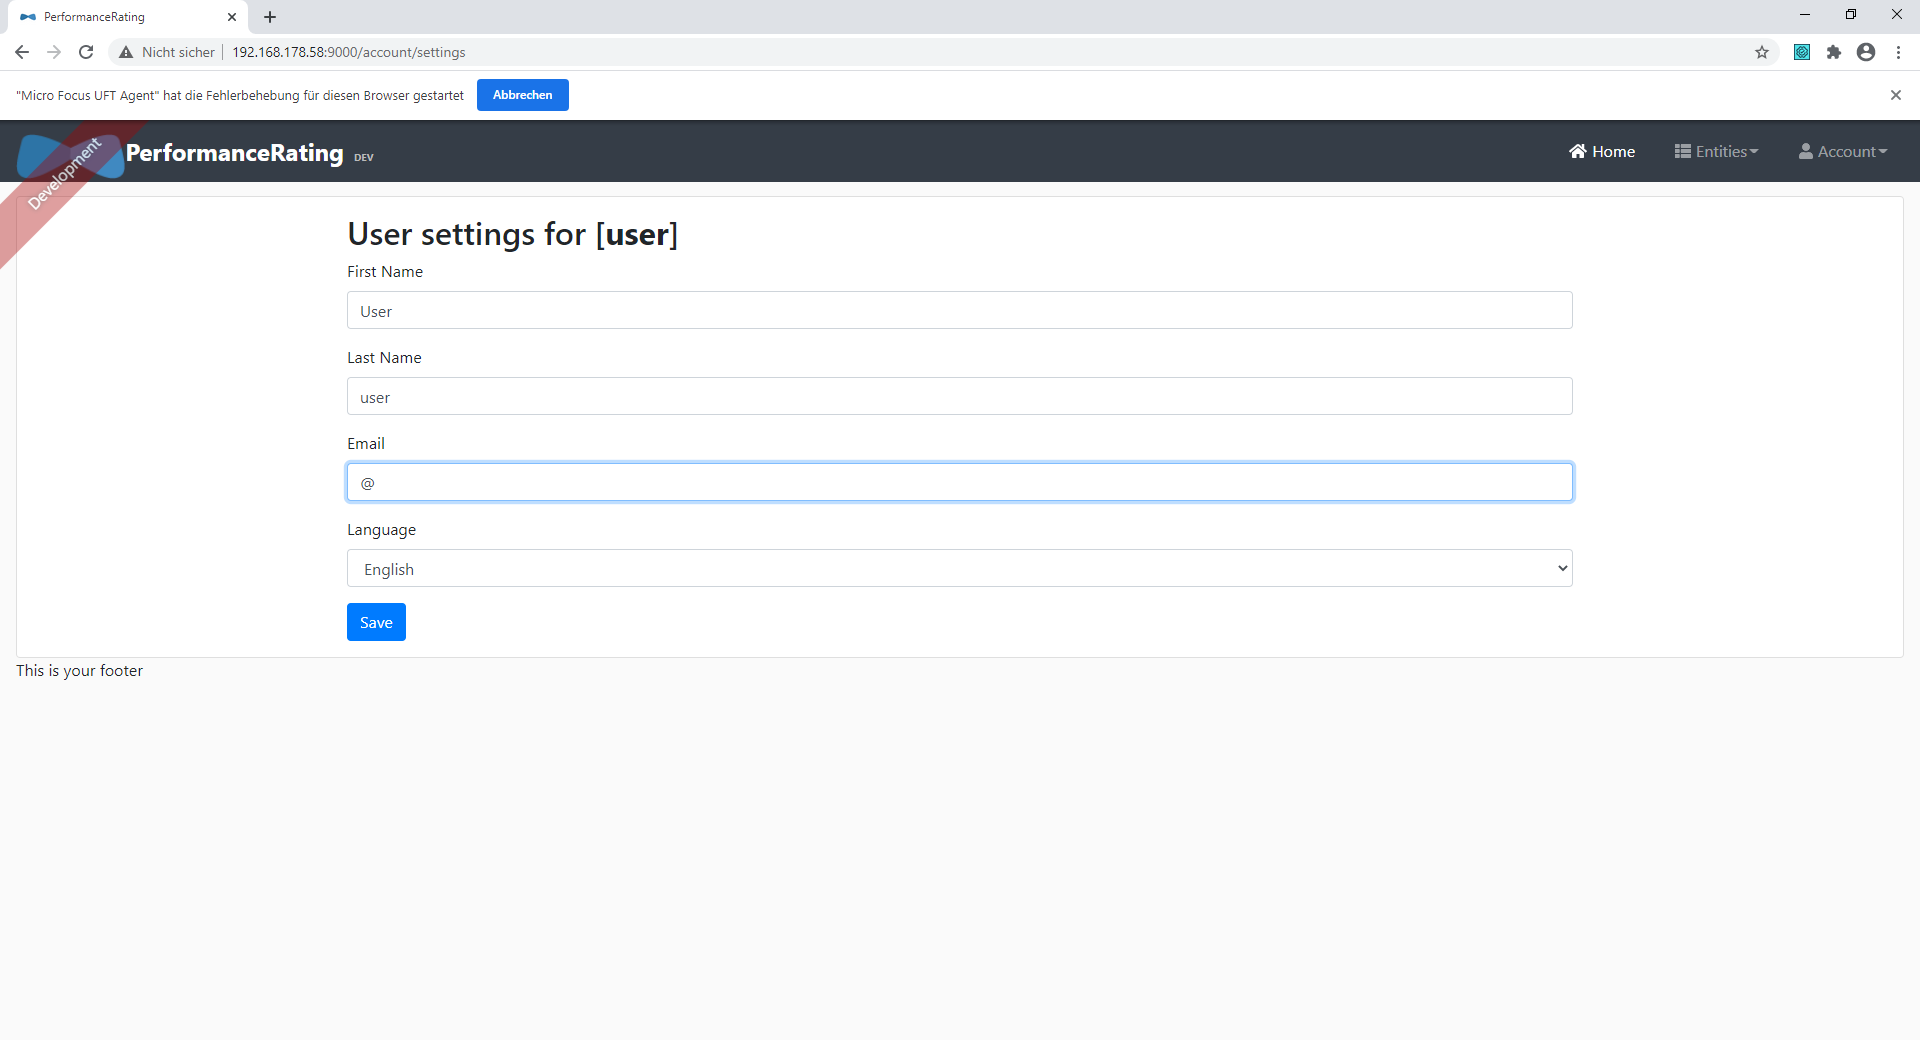 PerformanceRating
Nicht sicher 192.168.178.58:9000/account/settings
"Micro Focus UFT Agent" hat die Fehlerbehebung für diesen Browser gestartet Abbrechen
Development
PerformanceRating DEV Home Entities Account
User settings for [user]
First Name
User
Last Name
user
Email
@
Language
English
Save
This is your footer